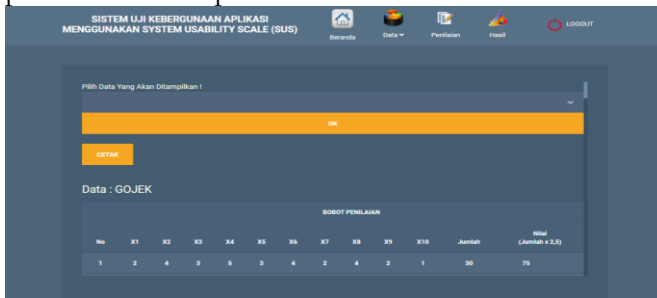 SISTEM UJI KEBERGUNAAN APLIKASI
MENGGUNAKAN SYSTEM USABILITY SCALE (SUS)
Beranda
Data
Penilaian
Hasil
LOGOUT
Pilih Data Yang Akan Ditampilkan !
OK
CETAK
Data : GOJEK
BOBOT PENILAIAN
No X1 X2 X3 X4 X5 X6 X7 X8 X9 X10 Jumlah Nilai (Jumlah x 2,5)
1 2 4 3 5 3 4 2 4 2 1 30 75